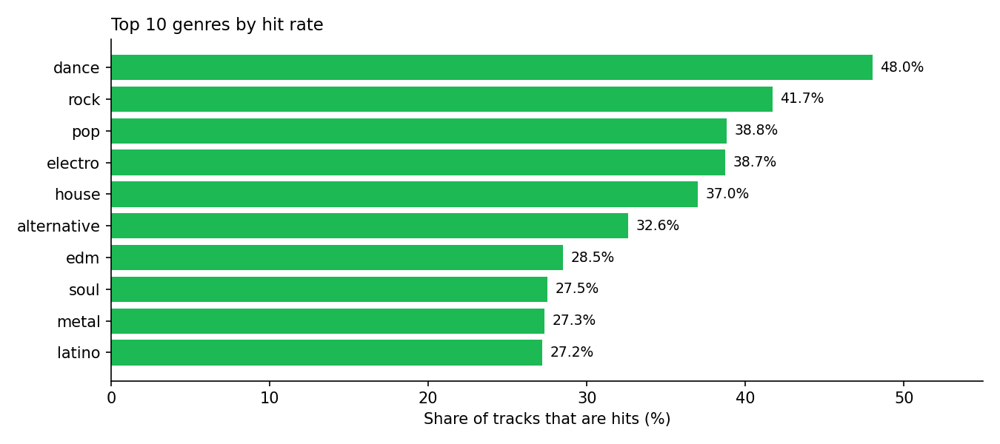 Top 10 genres by hit rate
dance 48.0%
rock 41.7%
pop 38.8%
electro 38.7%
house 37.0%
alternative 32.6%
edm 28.5%
soul 27.5%
metal 27.3%
latino 27.2%
0 10 20 30 40 50
Share of tracks that are hits (%)